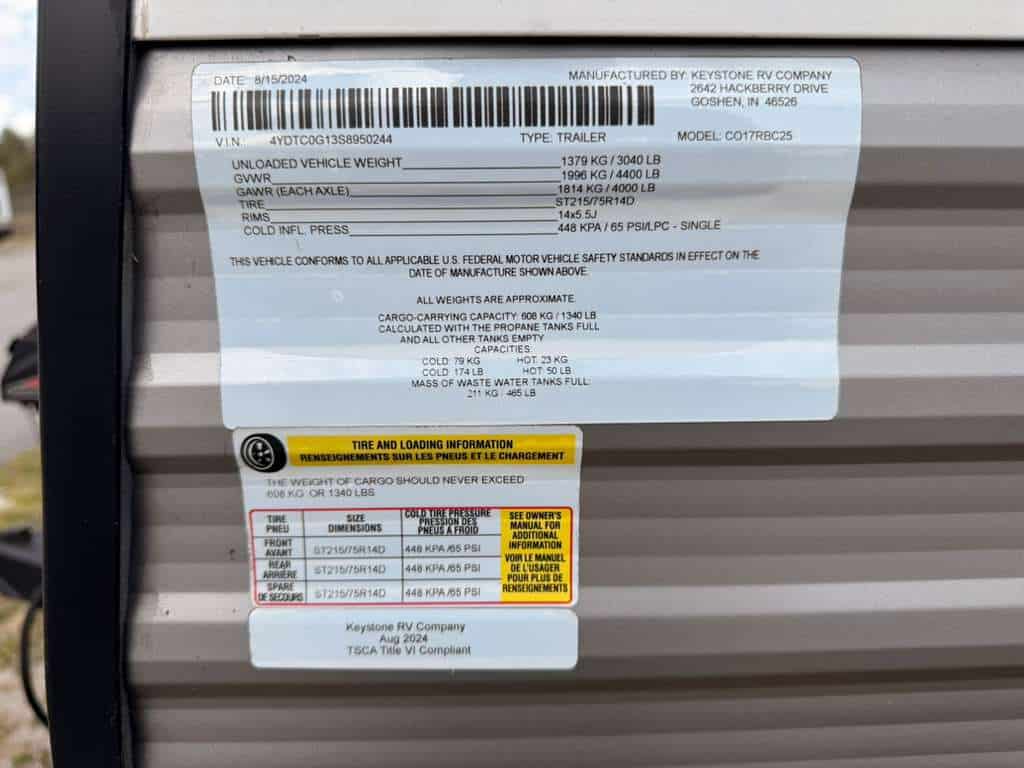 DATE: 8/15/2024
MANUFACTURED BY: KEYSTONE RV COMPANY
2642 HACKBERRY DRIVE
GOSHEN, IN 46526
V.I.N. 4YDTC0G13S8950244 TYPE: TRAILER MODEL: CO17RBC25
UNLOADED VEHICLE WEIGHT 1379 KG / 3040 LB
GVWR 1996 KG / 4400 LB
GAWR (EACH AXLE) 1814 KG / 4000 LB
TIRE ST215/75R14D
RIMS 14x5.5J
COLD INFL. PRESS 448 KPA / 65 PSI/LPC - SINGLE
THIS VEHICLE CONFORMS TO ALL APPLICABLE U.S. FEDERAL MOTOR VEHICLE SAFETY STANDARDS IN EFFECT ON THE
DATE OF MANUFACTURE SHOWN ABOVE.
ALL WEIGHTS ARE APPROXIMATE.
CARGO-CARRYING CAPACITY: 608 KG / 1340 LB
CALCULATED WITH THE PROPANE TANKS FULL
AND ALL OTHER TANKS EMPTY
CAPACITIES:
COLD: 79 KG HOT: 23 KG
COLD: 174 LB HOT: 50 LB
MASS OF WASTE WATER TANKS FULL:
211 KG / 465 LB
TIRE AND LOADING INFORMATION
RENSEIGNEMENTS SUR LES PNEUS ET LE CHARGEMENT
THE WEIGHT OF CARGO SHOULD NEVER EXCEED
608 KG OR 1340 LBS
TIRE
PNEU
SIZE
DIMENSIONS
COLD TIRE PRESSURE
PRESSION DES
PNEUS À FROID
FRONT
AVANT
ST215/75R14D 448 KPA /65 PSI
REAR
ARRIÈRE
ST215/75R14D 448 KPA /65 PSI
SPARE
DE SECOURS
ST215/75R14D 448 KPA /65 PSI
SEE OWNER'S
MANUAL FOR
ADDITIONAL
INFORMATION
VOIR LE MANUEL
DE L'USAGER
POUR PLUS DE
RENSEIGNEMENTS
Keystone RV Company
Aug 2024
TSCA Title VI Compliant